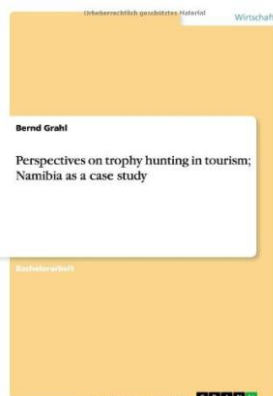 Urheberrechtlich geschütztes Material
Wirtschaft
Bernd Grahl
Perspectives on trophy hunting in tourism;
Namibia as a case study
Bachelorarbeit